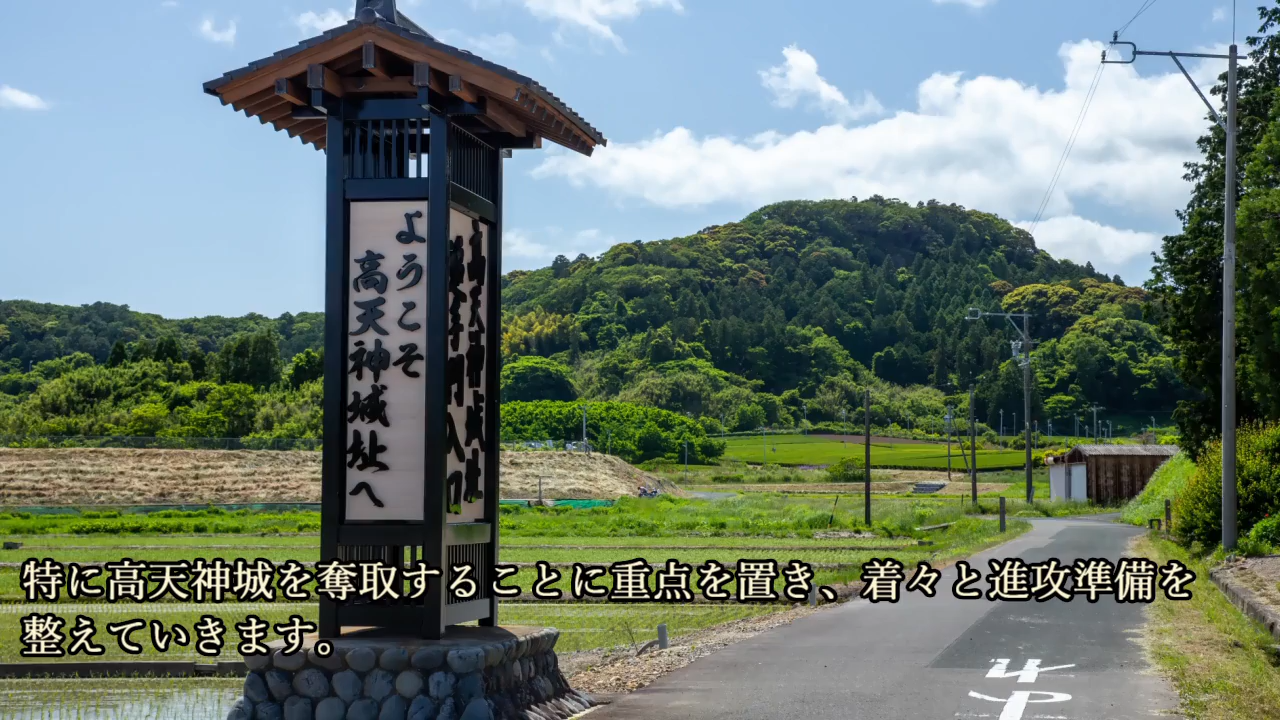 ようこそ
高天神城址へ
高天神城址
搦手門入口
特に高天神城を奪取することに重点を置き、着々と進攻準備を
整えていきます。